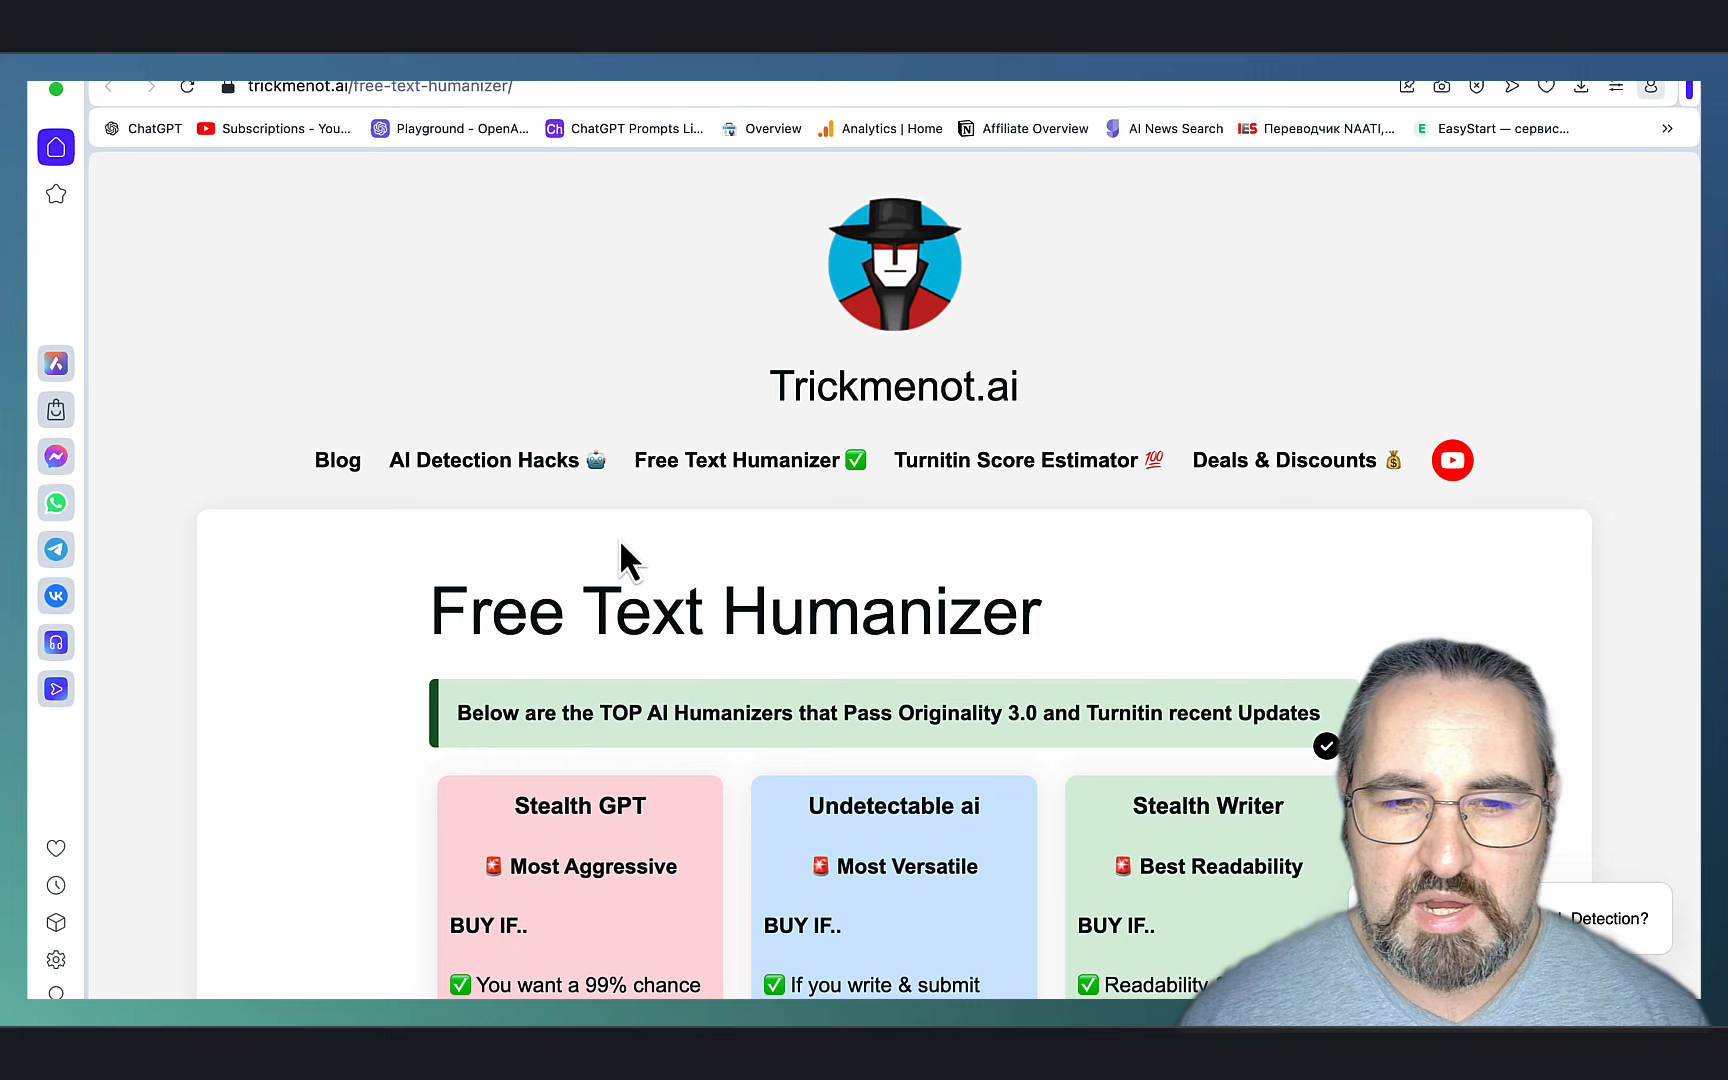 trickmenot.ai/free-text-humanizer/
ChatGPT
Subscriptions - You...
Playground - OpenA...
Ch
ChatGPT Prompts Li...
Overview
Analytics | Home
Affiliate Overview
AI News Search
IES
Переводчик NAATI,...
E
EasyStart — сервис...
Trickmenot.ai
Blog
AI Detection Hacks 🤖
Free Text Humanizer ✅
Turnitin Score Estimator 💯
Deals & Discounts 💰
Free Text Humanizer
Below are the TOP AI Humanizers that Pass Originality 3.0 and Turnitin recent Updates
Stealth GPT
🚨 Most Aggressive
BUY IF..
✅ You want a 99% chance
Undetectable ai
🚨 Most Versatile
BUY IF..
✅ If you write & submit
Stealth Writer
🚨 Best Readability
BUY IF..
✅ Readability
Detection?